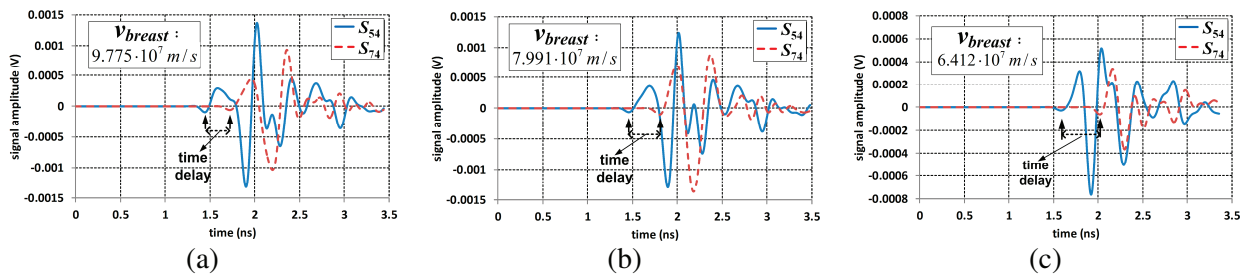 signal amplitude (V)
0.0015
0.001
0.0005
0
-0.0005
-0.001
-0.0015
v_breast :
9.775·10^7 m/s
S_54
S_74
time
delay
0 0.5 1 1.5 2 2.5 3 3.5
time (ns)
(a)
signal amplitude (V)
0.0015
0.001
0.0005
0
-0.0005
-0.001
-0.0015
v_breast :
7.991·10^7 m/s
S_54
S_74
time
delay
0 0.5 1 1.5 2 2.5 3 3.5
time (ns)
(b)
signal amplitude (V)
0.0008
0.0006
0.0004
0.0002
0
-0.0002
-0.0004
-0.0006
-0.0008
v_breast :
6.412·10^7 m/s
S_54
S_74
time
delay
0 0.5 1 1.5 2 2.5 3 3.5
time (ns)
(c)